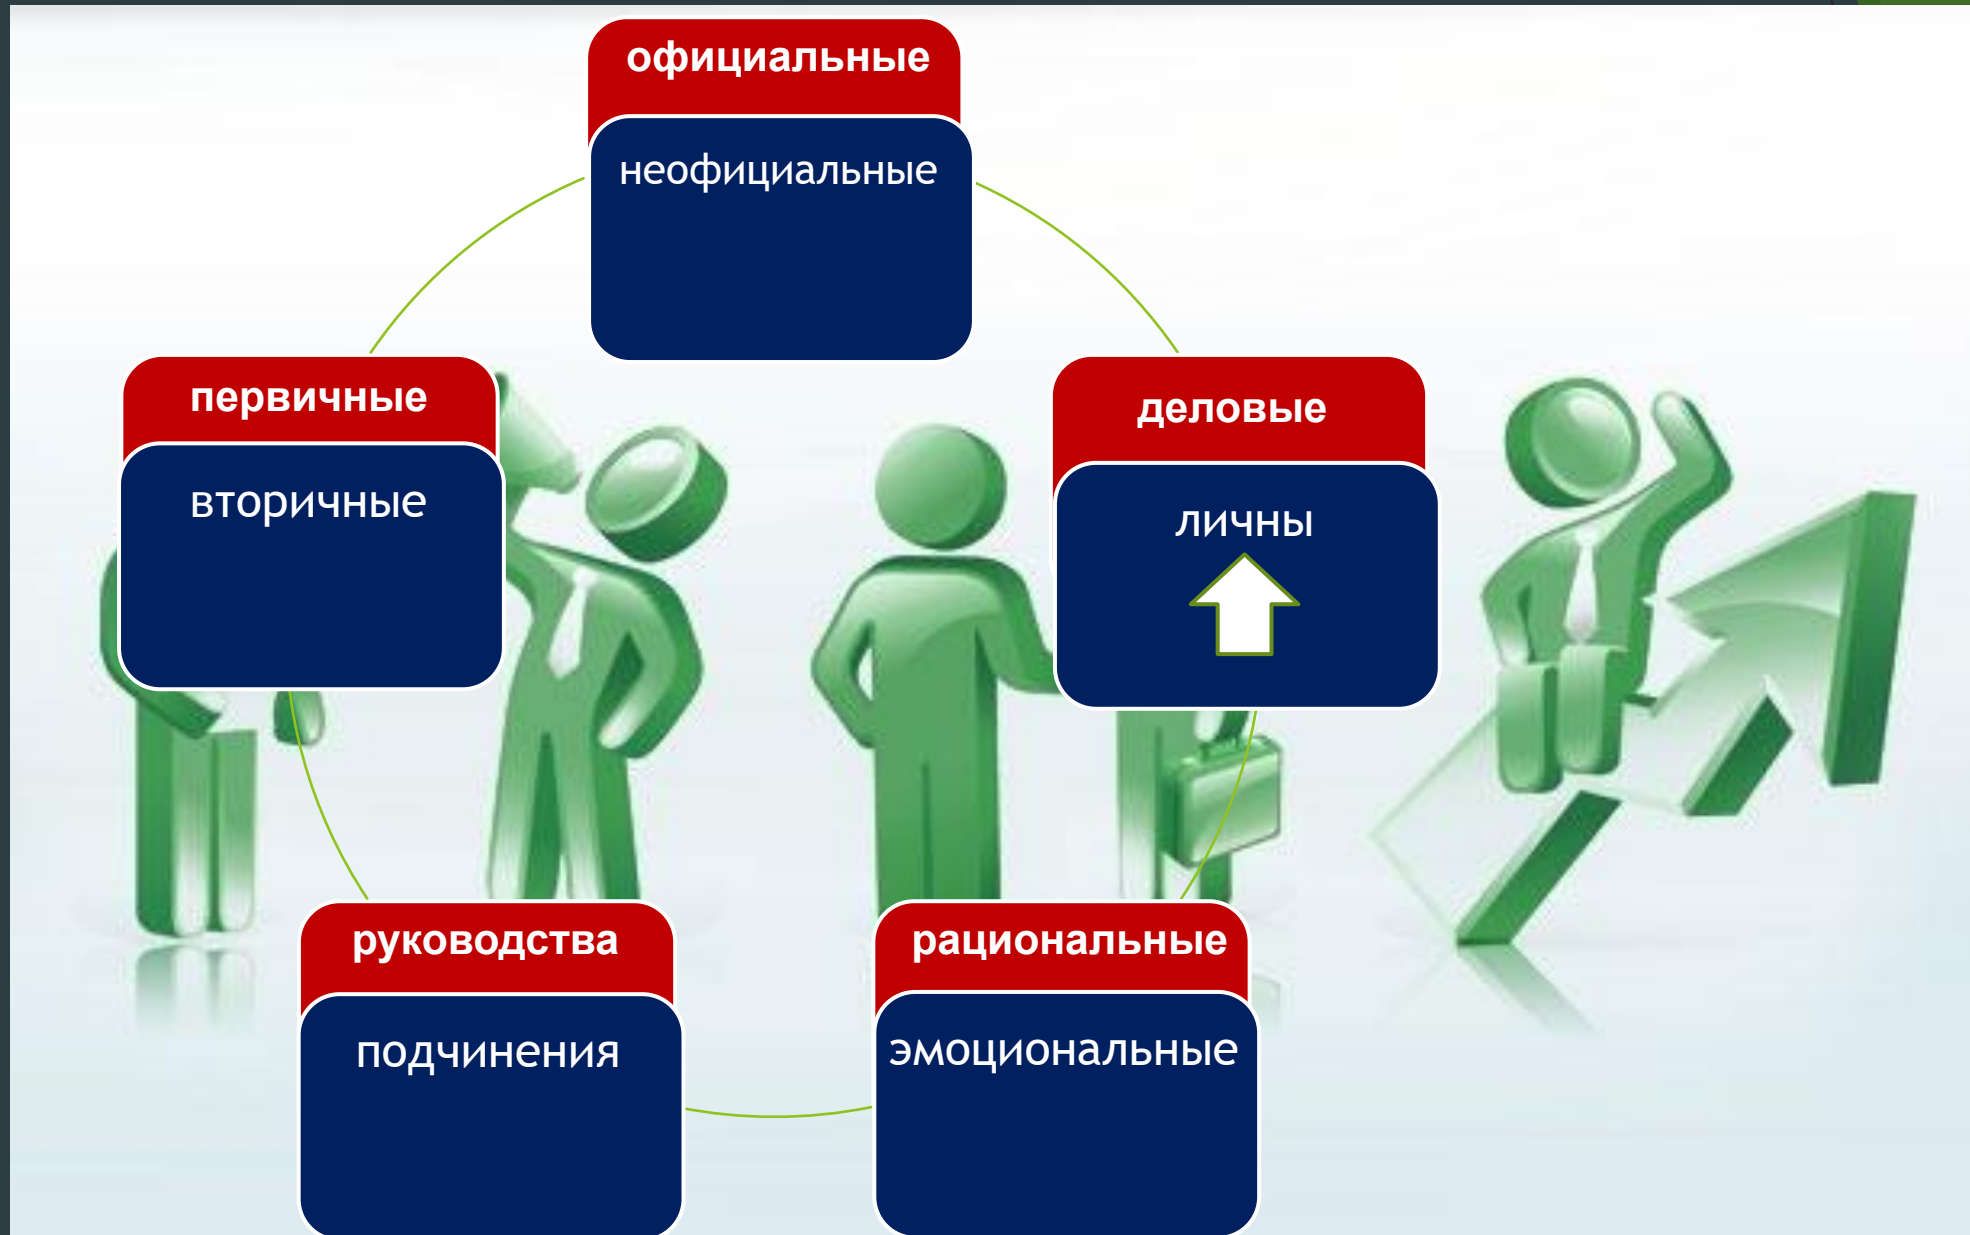 официальные
неофициальные
первичные
вторичные
деловые
личны
руководства
подчинения
рациональные
эмоциональные